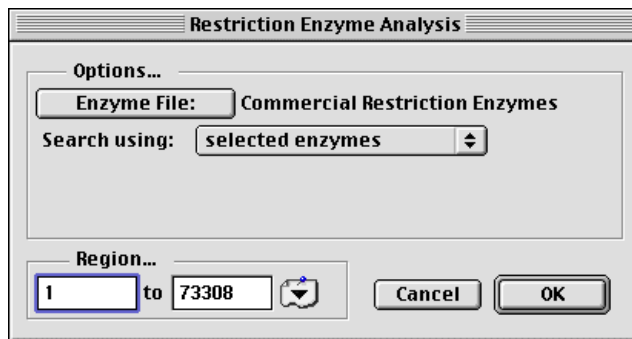 Restriction Enzyme Analysis
Options...
Enzyme File: Commercial Restriction Enzymes
Search using: selected enzymes
Region...
1 to 73308 Cancel OK